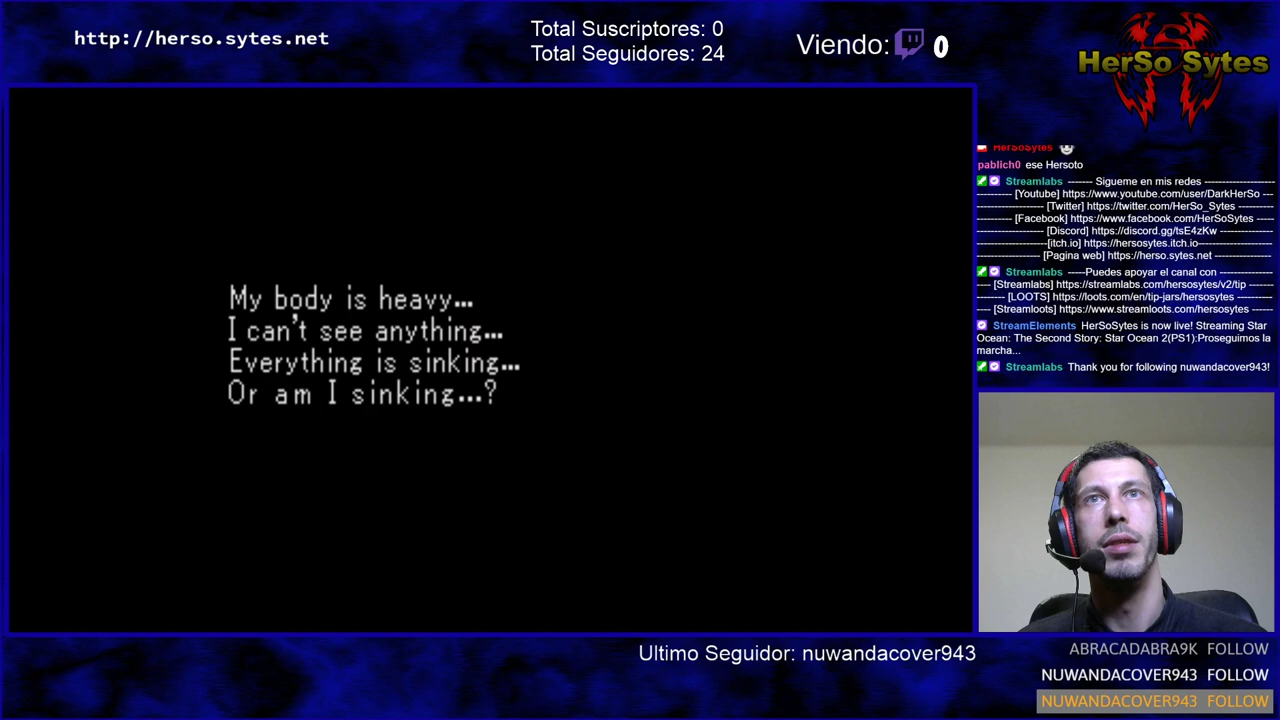 http://herso.sytes.net
Total Suscriptores: 0
Total Seguidores: 24
Viendo: 0
HerSo Sytes
HerSoSytes
pablich0 ese Hersoto
Streamlabs ------- Sigueme en mis redes --------------------
---------- [Youtube] https://www.youtube.com/user/DarkHerSo ---
------------------- [Twitter] https://twitter.com/HerSo_Sytes ----------
---------- [Facebook] https://www.facebook.com/HerSoSytes -----
------------------- [Discord] https://discord.gg/tsE4zKw ---------------
-------------------[itch.io] https://hersosytes.itch.io-------------------
------------------- [Pagina web] https://herso.sytes.net --------------
Streamlabs -----Puedes apoyar el canal con ----------------
---- [Streamlabs] https://streamlabs.com/hersosytes/v2/tip -------
-------- [LOOTS] https://loots.com/en/tip-jars/hersosytes -----------
---- [Streamloots] https://www.streamloots.com/hersosytes ------
StreamElements HerSoSytes is now live! Streaming Star
Ocean: The Second Story: Star Ocean 2(PS1):Proseguimos la
marcha...
Streamlabs Thank you for following nuwandacover943!
My body is heavy...
I can't see anything...
Everything is sinking...
Or am I sinking...?
Ultimo Seguidor: nuwandacover943
ABRACADABRA9K FOLLOW
NUWANDACOVER943 FOLLOW
NUWANDACOVER943 FOLLOW